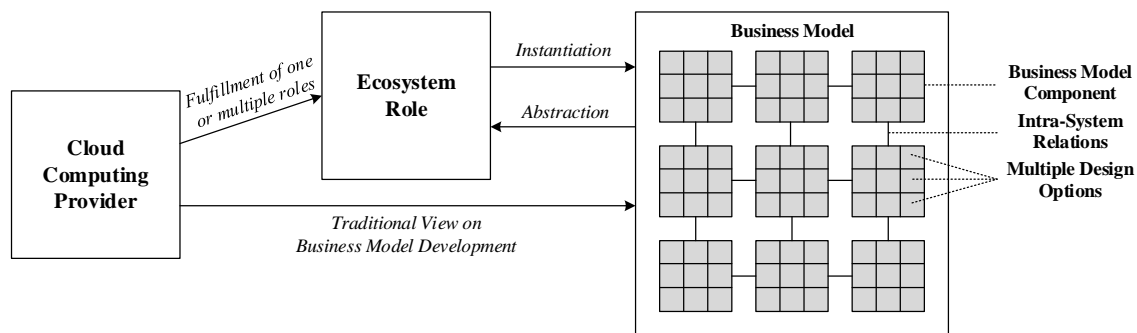 Cloud
Computing
Provider
Fulfillment of one
or multiple roles
Ecosystem
Role
Instantiation
Abstraction
Traditional View on
Business Model Development
Business Model
Business Model
Component
Intra-System
Relations
Multiple Design
Options